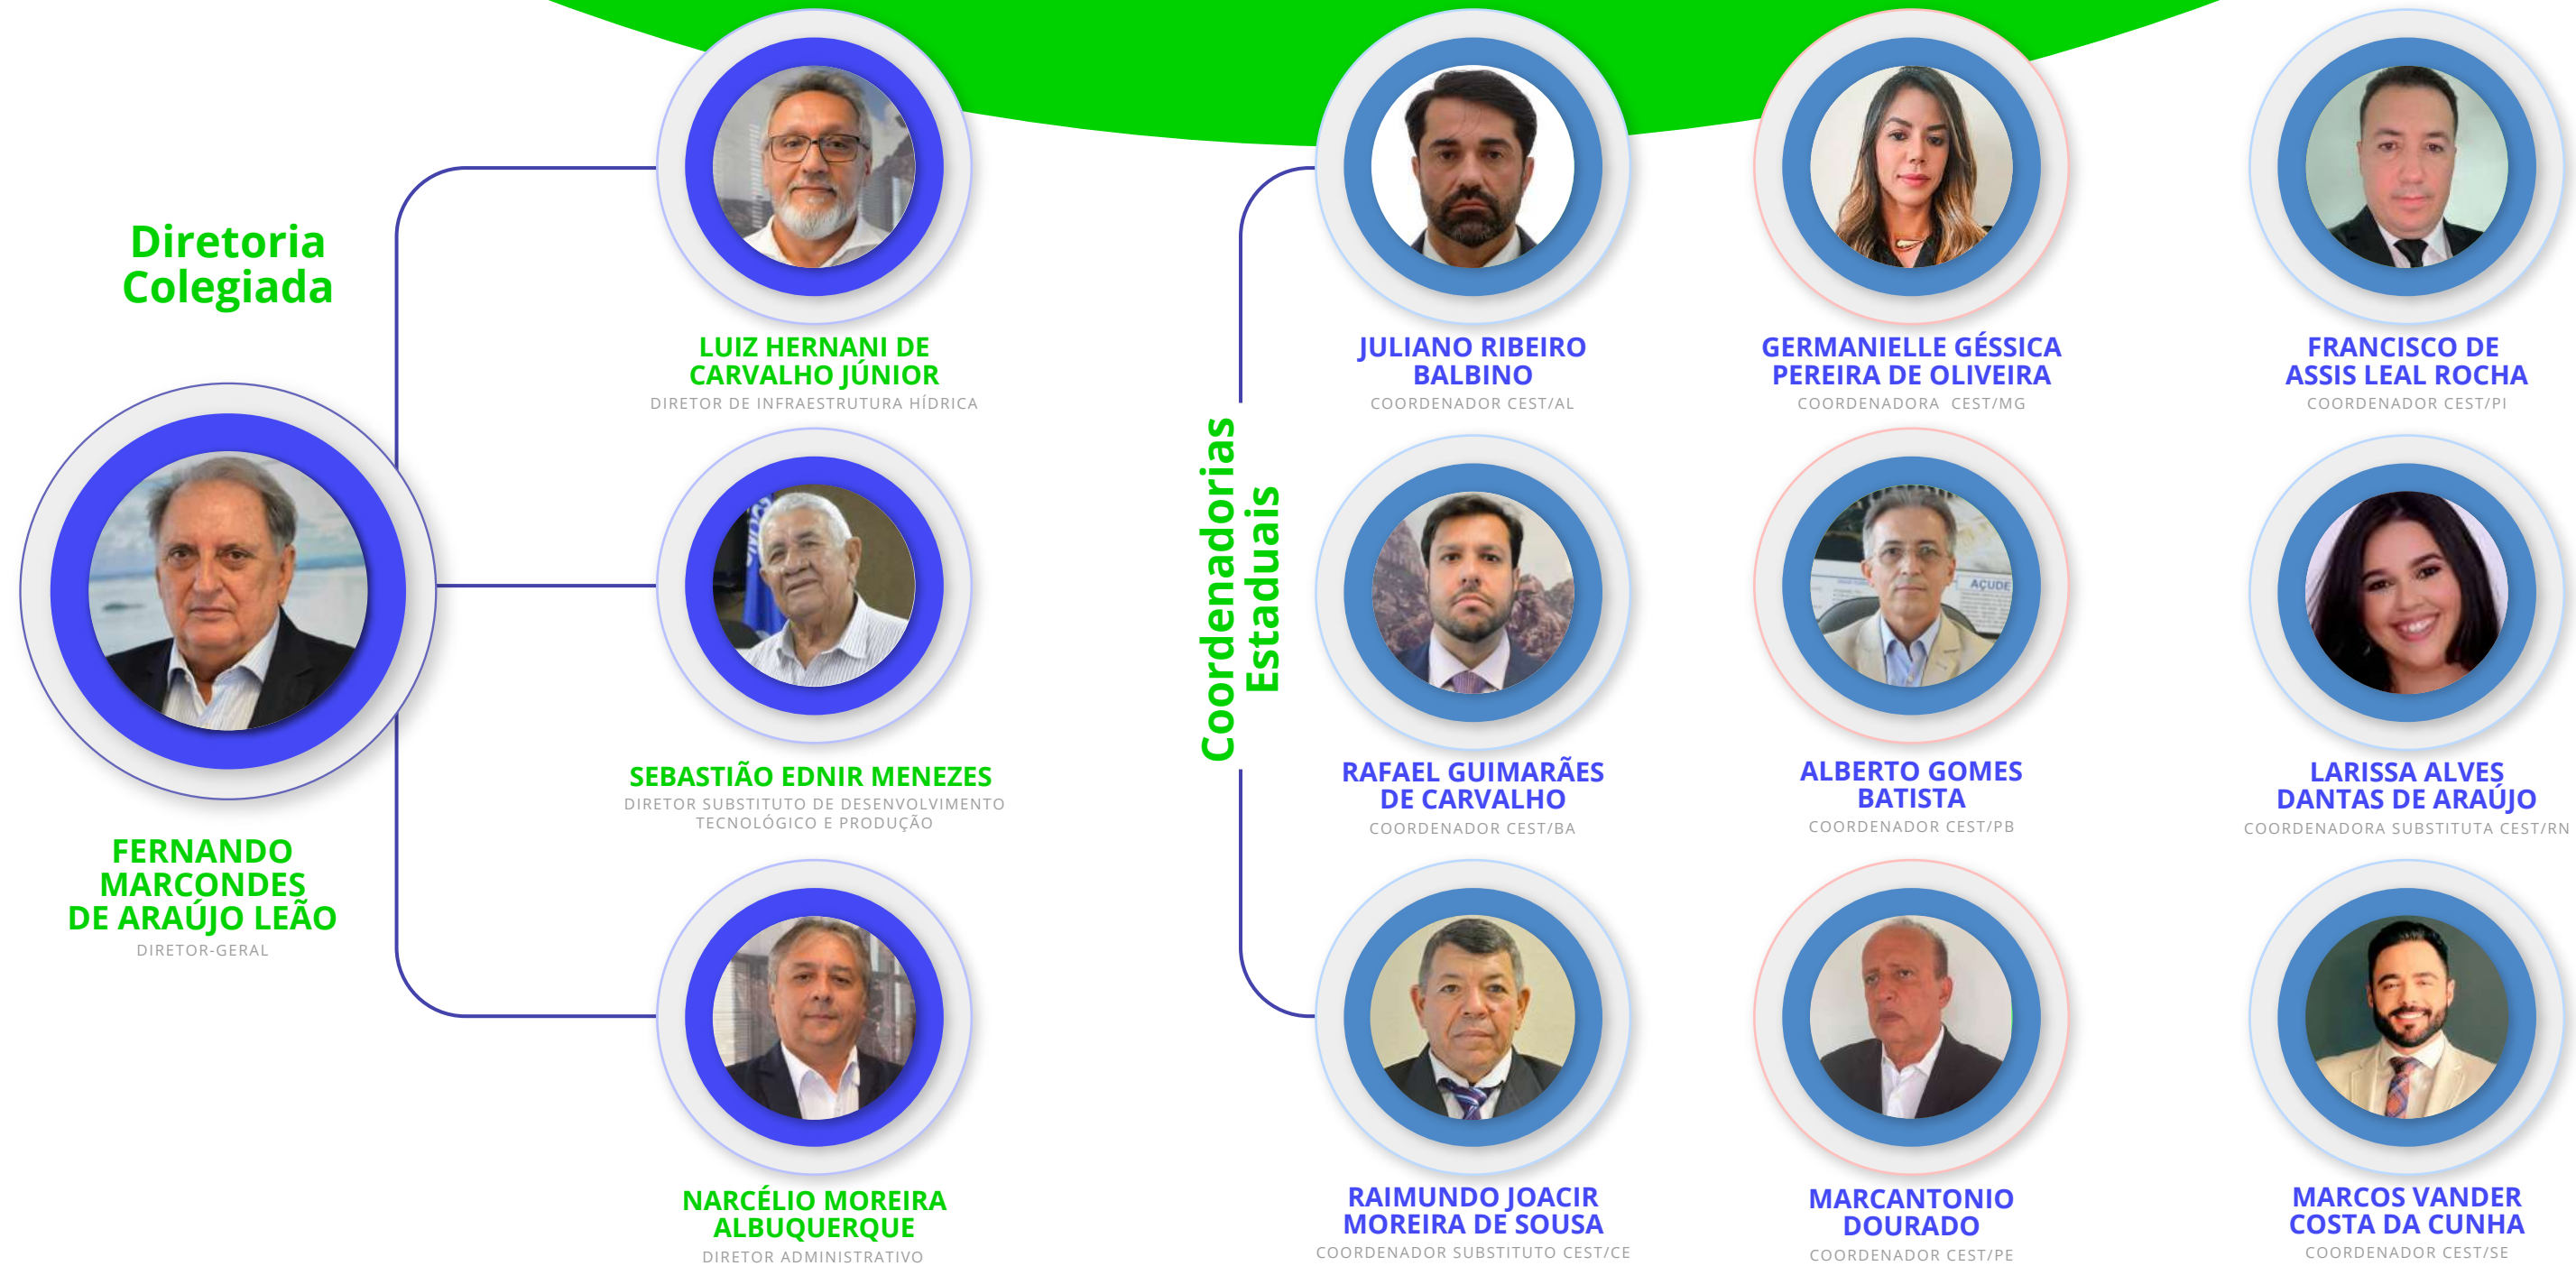 Diretoria
Colegiada
FERNANDO
MARCONDES
DE ARAÚJO LEÃO
DIRETOR-GERAL
LUIZ HERNANI DE
CARVALHO JÚNIOR
DIRETOR DE INFRAESTRUTURA HÍDRICA
SEBASTIÃO EDNIR MENEZES
DIRETOR SUBSTITUTO DE DESENVOLVIMENTO
TECNOLÓGICO E PRODUÇÃO
NARCÉLIO MOREIRA
ALBUQUERQUE
DIRETOR ADMINISTRATIVO
Coordenadorias
Estaduais
JULIANO RIBEIRO
BALBINO
COORDENADOR CEST/AL
GERMANIELLE GÉSSICA
PEREIRA DE OLIVEIRA
COORDENADORA CEST/MG
FRANCISCO DE
ASSIS LEAL ROCHA
COORDENADOR CEST/PI
RAFAEL GUIMARÃES
DE CARVALHO
COORDENADOR CEST/BA
AÇUDE
ALBERTO GOMES
BATISTA
COORDENADOR CEST/PB
LARISSA ALVES
DANTAS DE ARAÚJO
COORDENADORA SUBSTITUTA CEST/RN
RAIMUNDO JOACIR
MOREIRA DE SOUSA
COORDENADOR SUBSTITUTO CEST/CE
MARCANTONIO
DOURADO
COORDENADOR CEST/PE
MARCOS VANDER
COSTA DA CUNHA
COORDENADOR CEST/SE